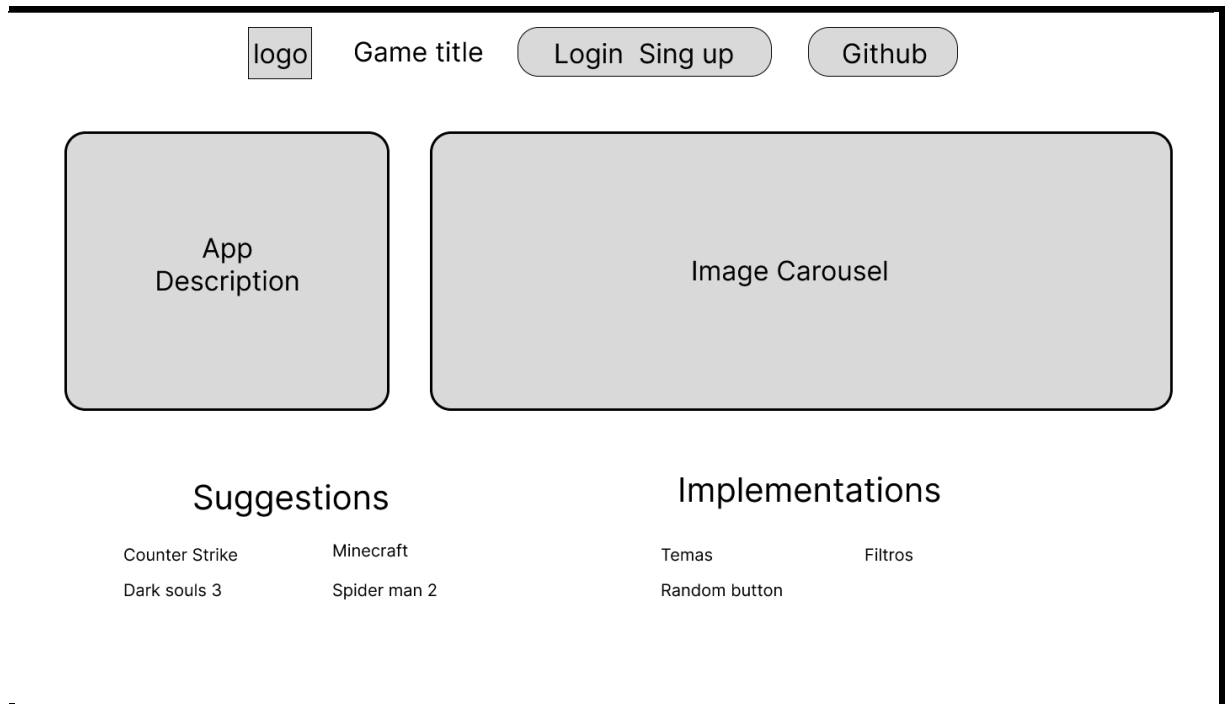 logo
Game title
Login  Sing up
Github
App
Description
Image Carousel
Suggestions
Counter Strike
Minecraft
Dark souls 3
Spider man 2
Implementations
Temas
Filtros
Random button